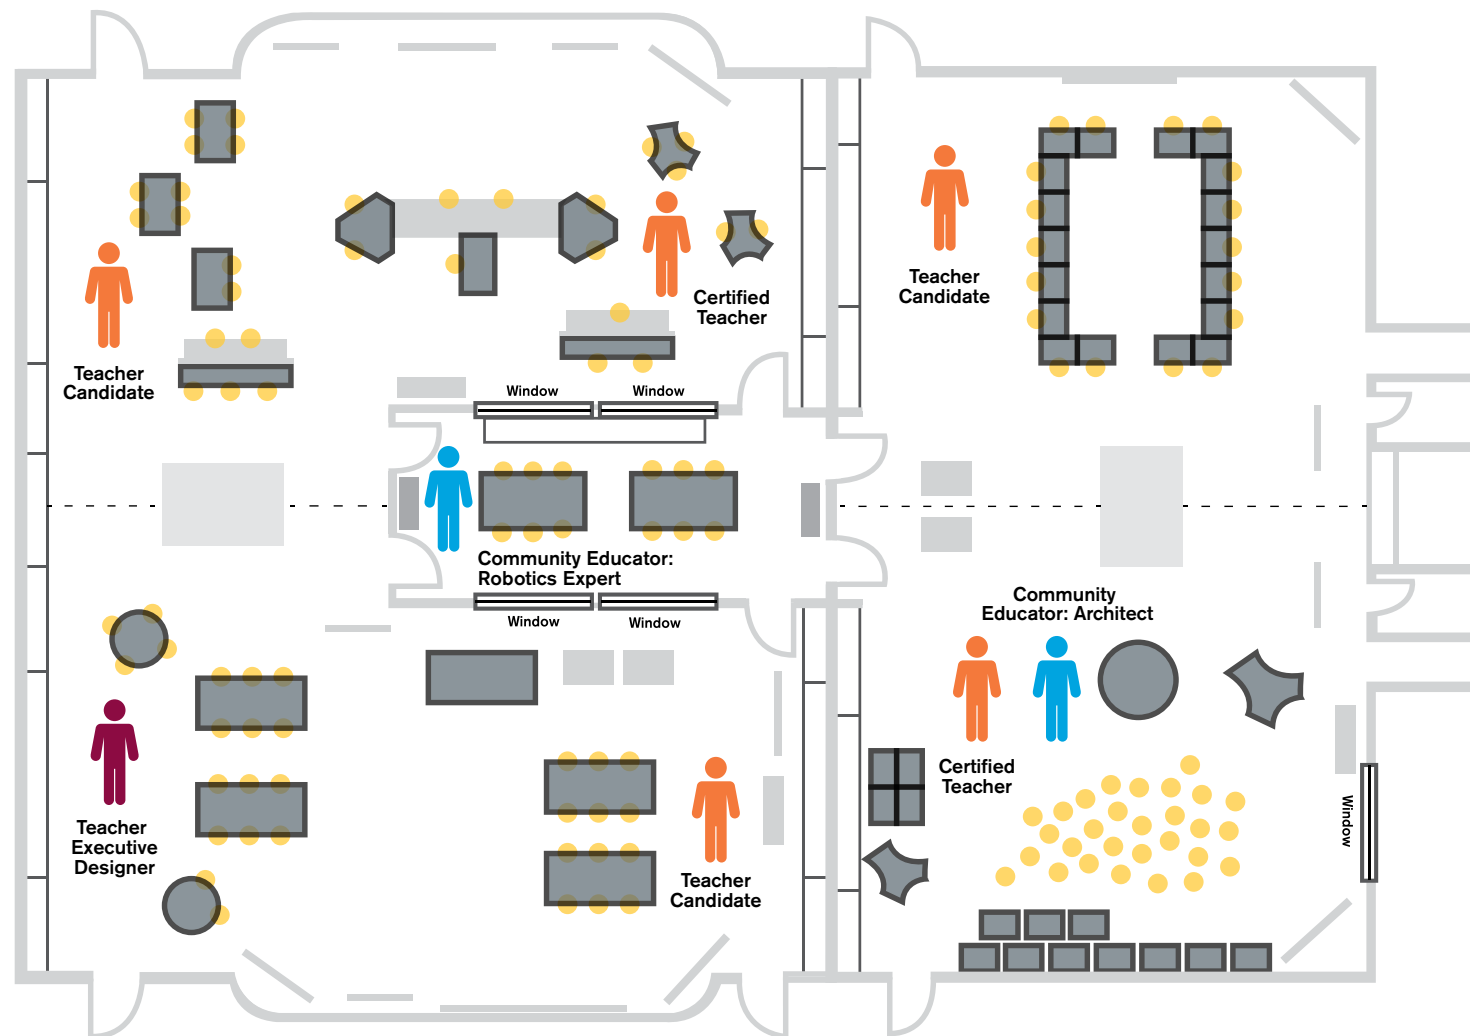 Teacher
Candidate
Certified
Teacher
Teacher
Candidate
Window
Window
Community Educator:
Robotics Expert
Window
Window
Community
Educator: Architect
Certified
Teacher
Window
Teacher
Executive
Designer
Teacher
Candidate